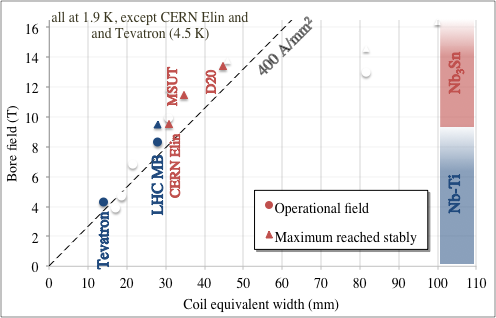 all at 1.9 K, except CERN Elin and
and Tevatron (4.5 K)
400 A/mm²
MSUT
D20
CERN Elin
LHC MB
Tevatron
Nb₃Sn
Nb-Ti
Operational field
Maximum reached stably
Bore field (T)
16
14
12
10
8
6
4
2
0
0 10 20 30 40 50 60 70 80 90 100 110
Coil equivalent width (mm)